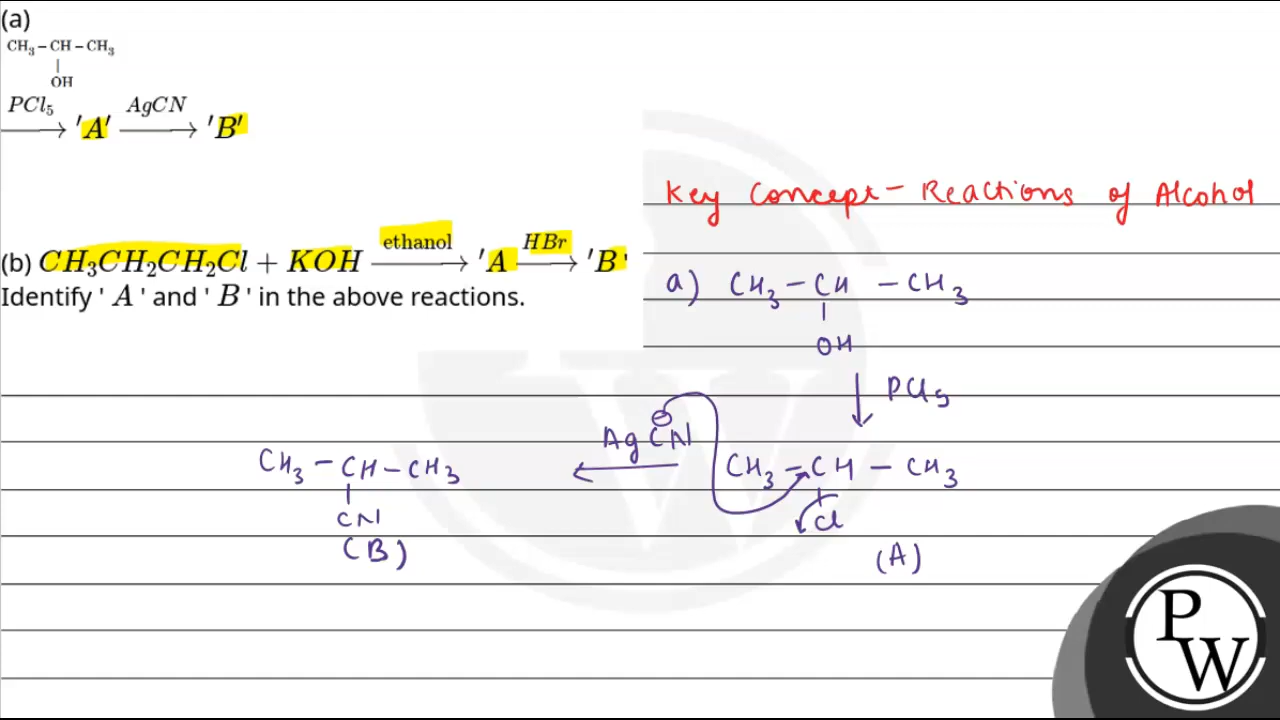 (a)
CH₃ – CH – CH₃
|
OH
PCl₅ AgCN
⟶ 'A' ⟶ 'B'
Key Concept – Reactions of Alcohol
ethanol HBr
(b) CH₃CH₂CH₂Cl + KOH ⟶ 'A ⟶ 'B'
Identify ' A ' and ' B ' in the above reactions.
a) CH₃ – CH – CH₃
|
OH
↓ PCl₅
⊖
AgCN
CH₃ – CH – CH₃ ⟵ CH₃ – CH – CH₃
| |
CN Cl
(B) (A)
P
W